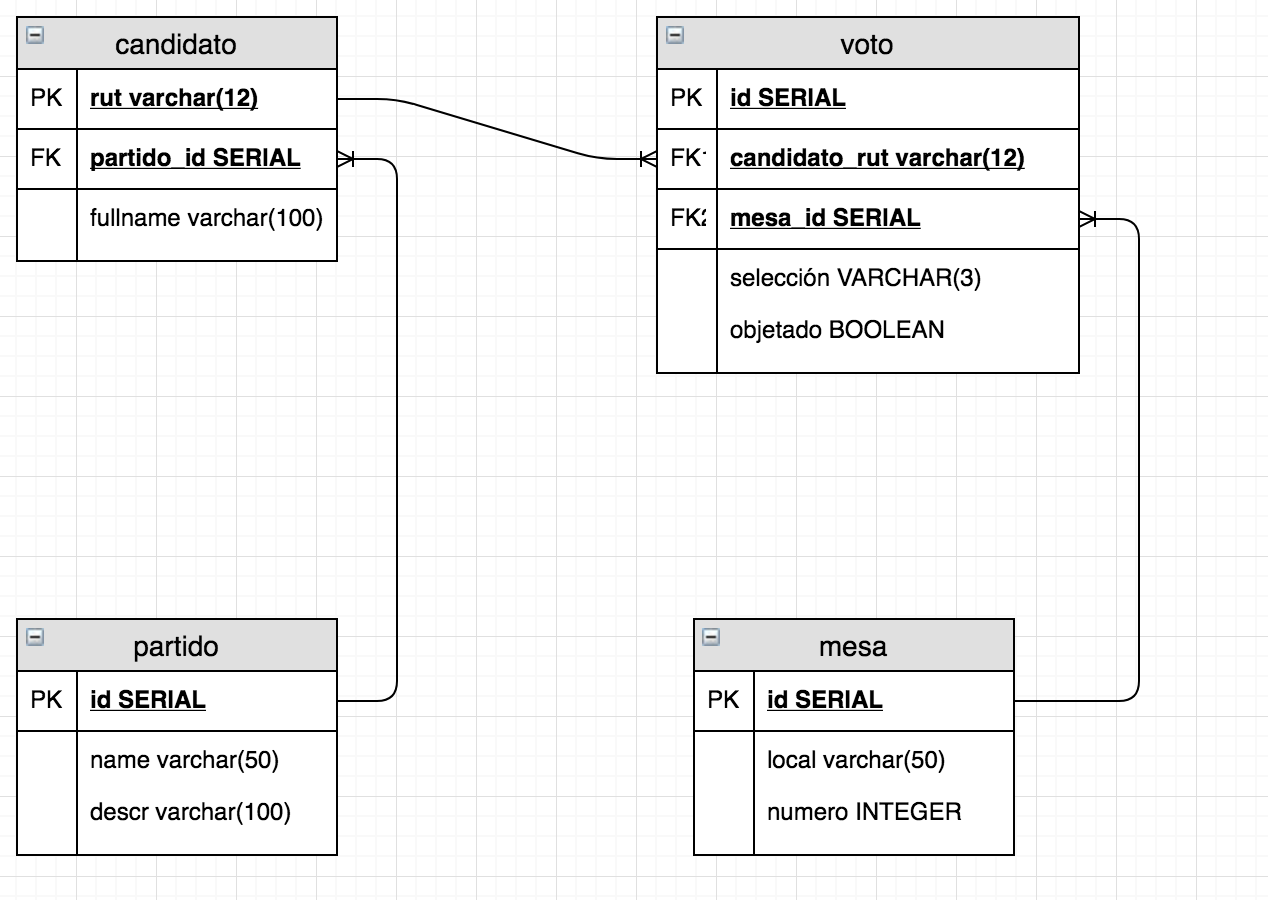 candidato
PK rut varchar(12)
FK partido_id SERIAL
fullname varchar(100)
voto
PK id SERIAL
FK1 candidato_rut varchar(12)
FK2 mesa_id SERIAL
selección VARCHAR(3)
objetado BOOLEAN
partido
PK id SERIAL
name varchar(50)
descr varchar(100)
mesa
PK id SERIAL
local varchar(50)
numero INTEGER